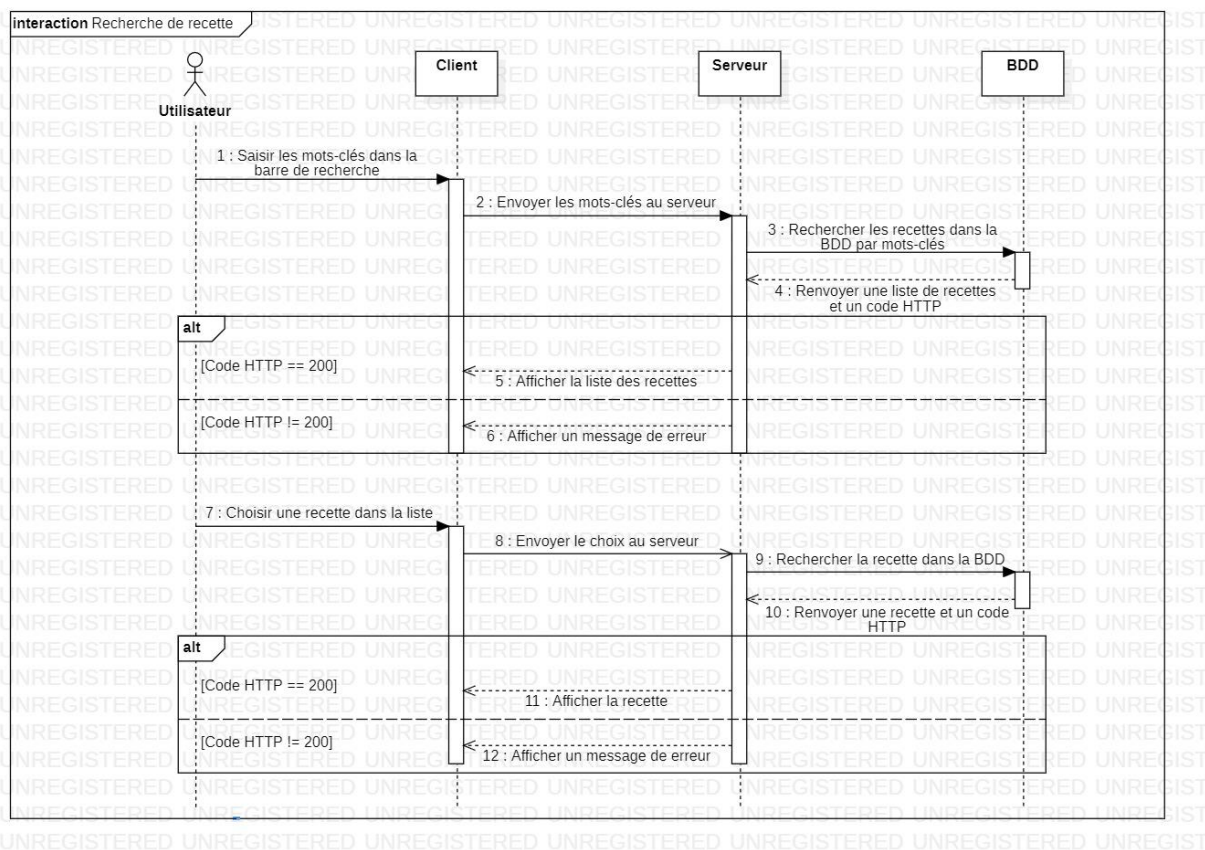 interaction Recherche de recette
Utilisateur
Client
Serveur
BDD
1 : Saisir les mots-clés dans la
barre de recherche
2 : Envoyer les mots-clés au serveur
3 : Rechercher les recettes dans la
BDD par mots-clés
4 : Renvoyer une liste de recettes
et un code HTTP
alt
[Code HTTP == 200]
5 : Afficher la liste des recettes
[Code HTTP != 200]
6 : Afficher un message de erreur
7 : Choisir une recette dans la liste
8 : Envoyer le choix au serveur
9 : Rechercher la recette dans la BDD
10 : Renvoyer une recette et un code
HTTP
alt
[Code HTTP == 200]
11 : Afficher la recette
[Code HTTP != 200]
12 : Afficher un message de erreur
UNREGISTERED